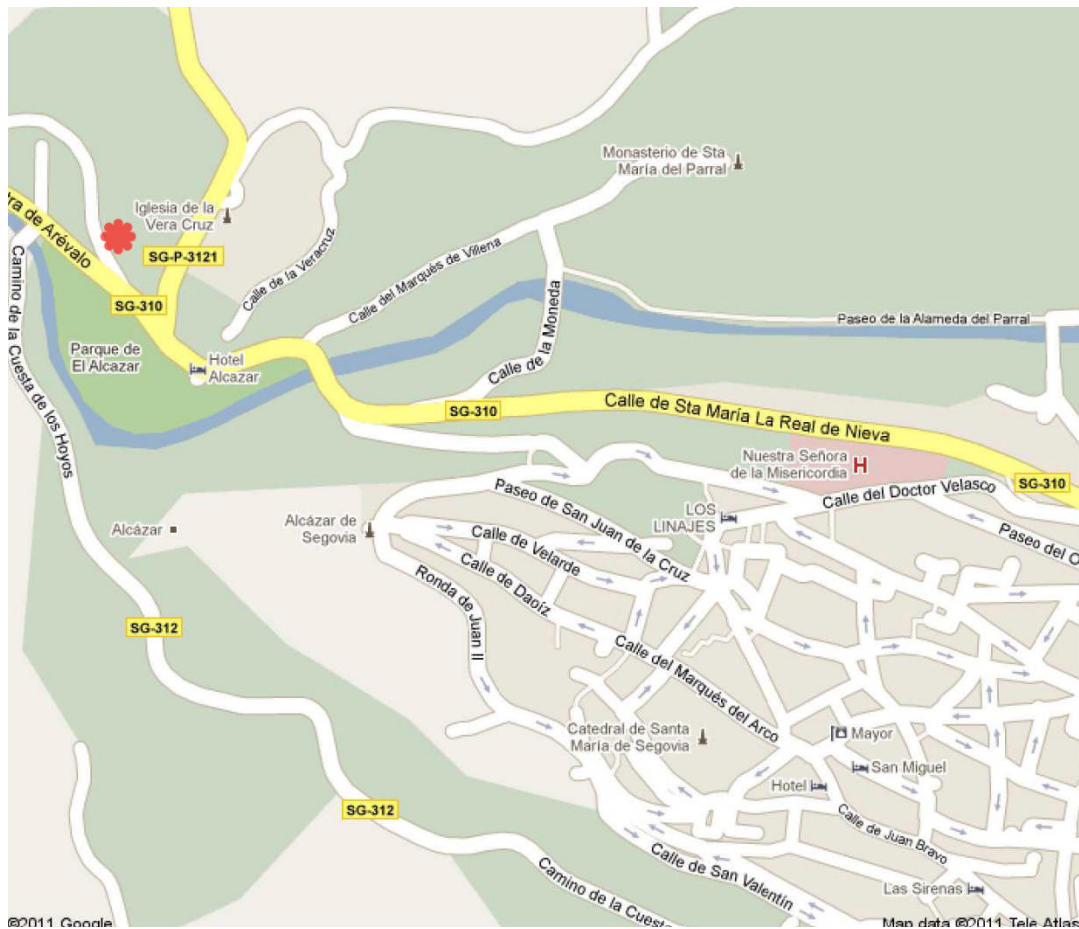 Monasterio de Sta
María del Parral
Iglesia de la
Vera Cruz
tra de Arévalo
SG-P-3121
Calle de la Veracruz
Calle del Marqués de Villena
Camino de la Cuesta de los Hoyos
SG-310
Calle de la Moneda
Paseo de la Alameda del Parral
Parque de
El Alcazar
Hotel
Alcazar
SG-310
Calle de Sta María La Real de Nieva
Nuestra Señora
de la Misericordia
H
SG-310
Calle del Doctor Velasco
Paseo de San Juan de la Cruz
LOS
LINAJES
Alcázar
Alcázar de
Segovia
Paseo del O
Calle de Velarde
Calle de Daoíz
Ronda de Juan II
SG-312
Calle del Marqués del Arco
Catedral de Santa
María de Segovia
Mayor
San Miguel
Hotel
SG-312
Calle de Juan Bravo
Calle de San Valentín
Las Sirenas
Camino de la Cuesta
©2011 Google
Map data ©2011 Tele Atlas